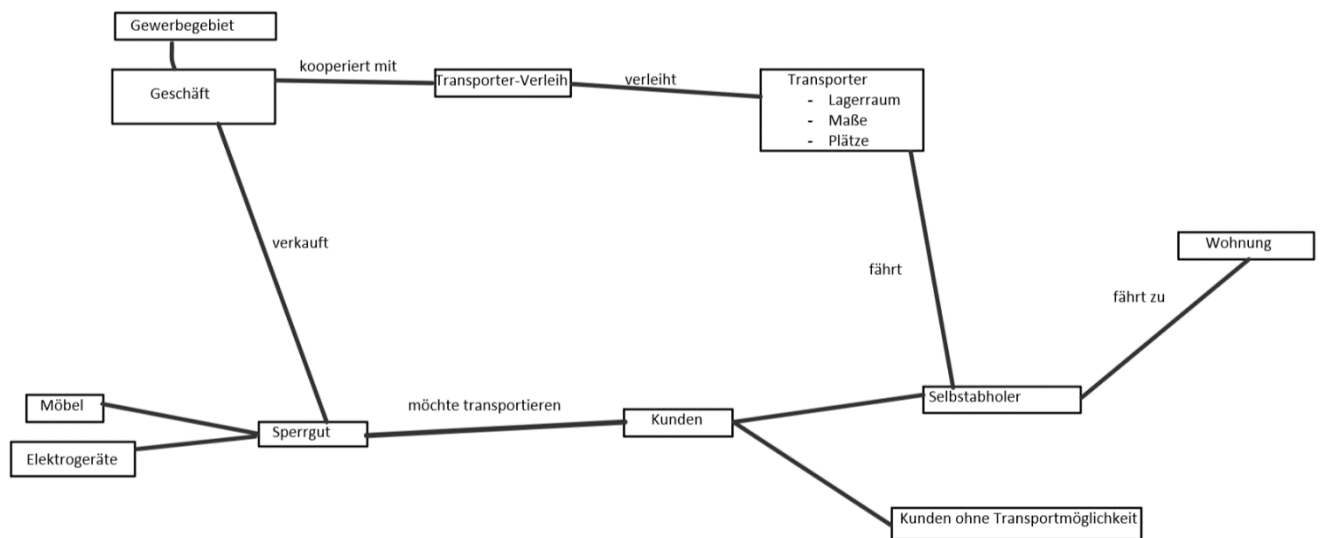 Gewerbegebiet
kooperiert mit
Geschäft
Transporter-Verleih
verleiht
Transporter
- Lagerraum
- Maße
- Plätze
verkauft
fährt
Wohnung
fährt zu
Möbel
Elektrogeräte
Sperrgut
möchte transportieren
Kunden
Selbstabholer
Kunden ohne Transportmöglichkeit